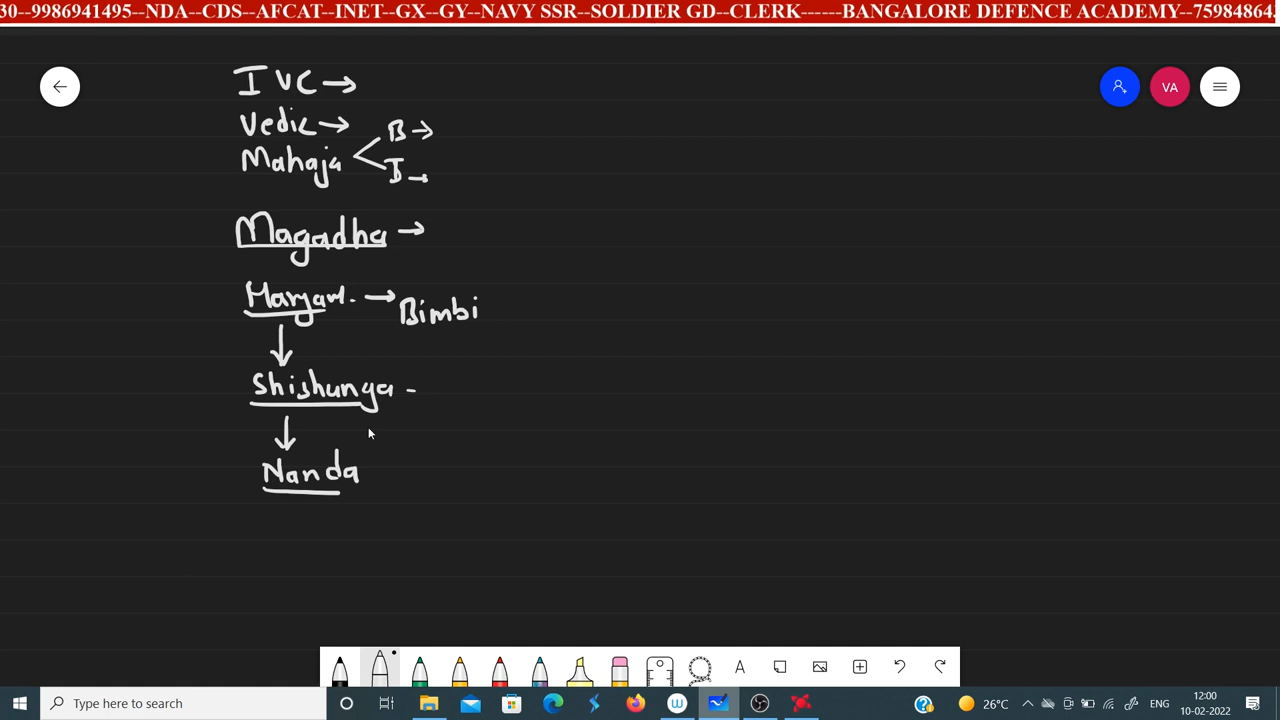 30--9986941495--NDA--CDS--AFCAT--INET--GX--GY--NAVY SSR--SOLDIER GD--CLERK------BANGALORE DEFENCE ACADEMY--75984864
VA
IVC →
Vedic →
B →
Mahaja
J →
Magadha →
Haryan. → Bimbi
↓
Shishunga -
↓
Nanda
A
Type here to search
26°C
ENG
12:00
10-02-2022